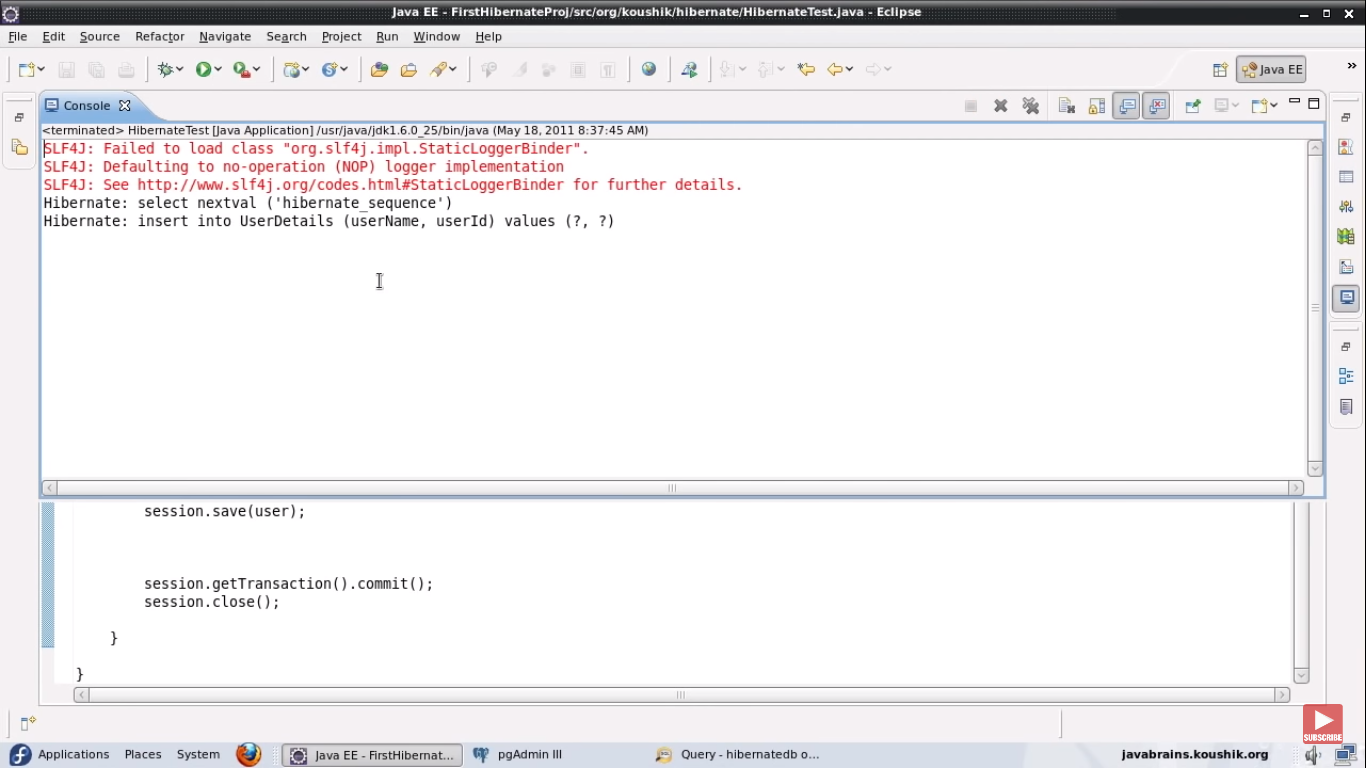 Java EE - FirstHibernateProj/src/org/koushik/hibernate/HibernateTest.java - Eclipse
File Edit Source Refactor Navigate Search Project Run Window Help
Java EE
Console
<terminated> HibernateTest [Java Application] /usr/java/jdk1.6.0_25/bin/java (May 18, 2011 8:37:45 AM)
SLF4J: Failed to load class "org.slf4j.impl.StaticLoggerBinder".
SLF4J: Defaulting to no-operation (NOP) logger implementation
SLF4J: See http://www.slf4j.org/codes.html#StaticLoggerBinder for further details.
Hibernate: select nextval ('hibernate_sequence')
Hibernate: insert into UserDetails (userName, userId) values (?, ?)
session.save(user);
session.getTransaction().commit();
session.close();
}
}
SUBSCRIBE
Applications Places System Java EE - FirstHibernat... pgAdmin III Query - hibernatedb o... javabrains.koushik.org